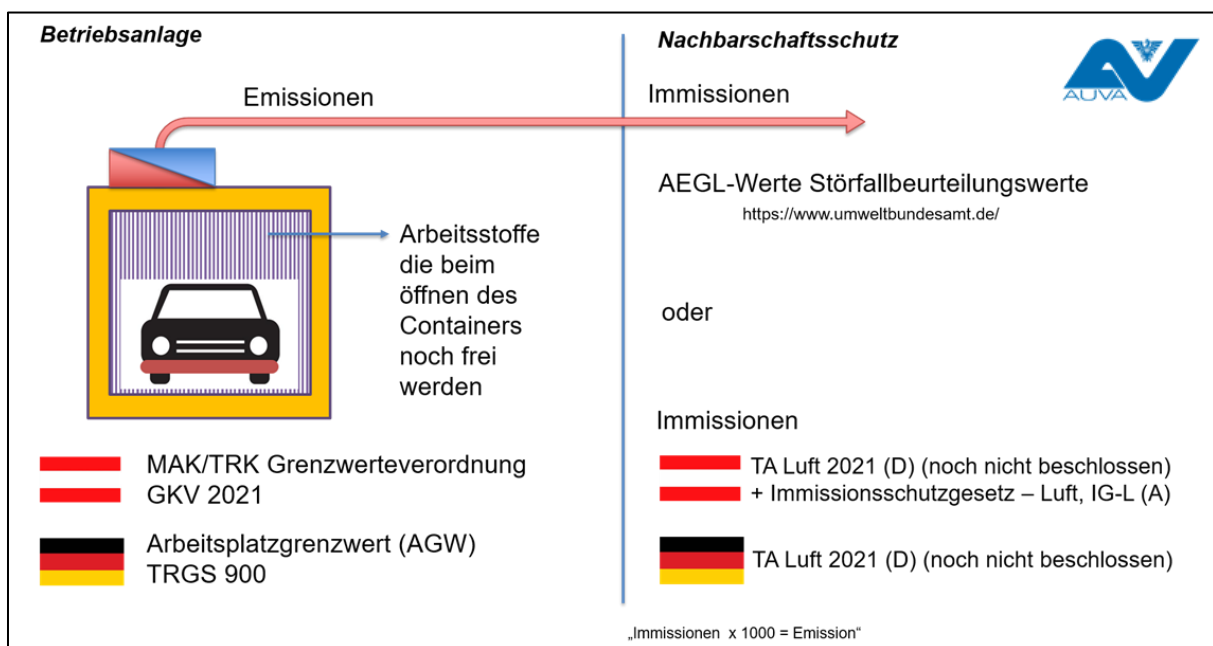 Betriebsanlage
Nachbarschaftsschutz
AUVA
Emissionen
Immissionen
AEGL-Werte Störfallbeurteilungswerte
https://www.umweltbundesamt.de/
Arbeitsstoffe
die beim
öffnen des
Containers
noch frei
werden
oder
Immissionen
MAK/TRK Grenzwerteverordnung
GKV 2021
TA Luft 2021 (D) (noch nicht beschlossen)
+ Immissionsschutzgesetz – Luft, IG-L (A)
Arbeitsplatzgrenzwert (AGW)
TRGS 900
TA Luft 2021 (D) (noch nicht beschlossen)
„Immissionen x 1000 = Emission“